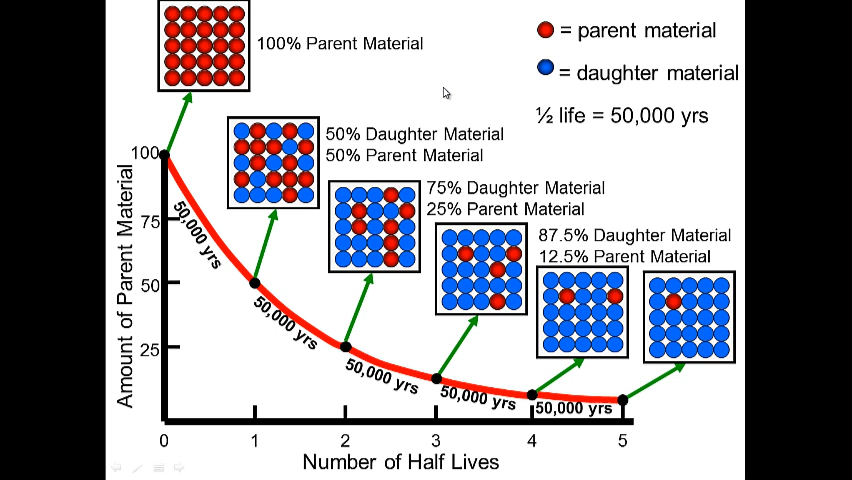 100% Parent Material
= parent material
= daughter material
½ life = 50,000 yrs
50% Daughter Material
50% Parent Material
75% Daughter Material
25% Parent Material
87.5% Daughter Material
12.5% Parent Material
Amount of Parent Material
100
75
50
25
50,000 yrs
50,000 yrs
50,000 yrs
50,000 yrs
50,000 yrs
0
1
2
3
4
5
Number of Half Lives